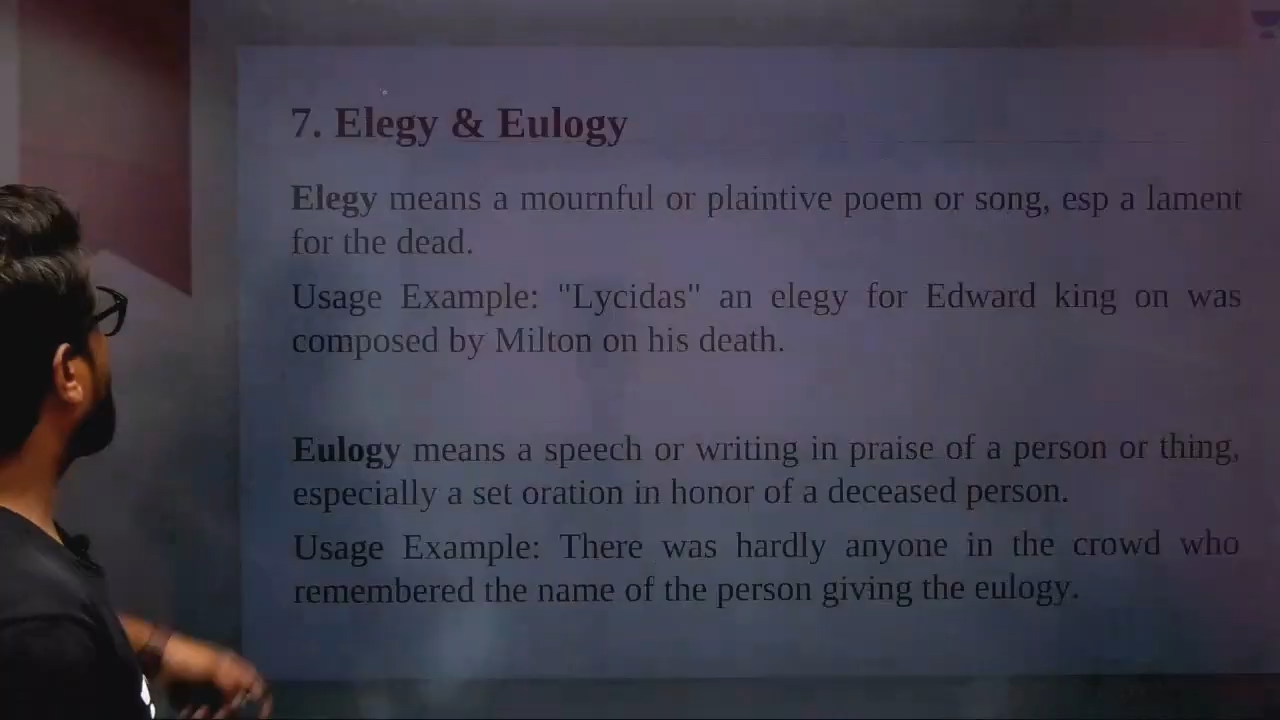 7. Elegy & Eulogy
Elegy means a mournful or plaintive poem or song, esp a lament
for the dead.
Usage Example: "Lycidas" an elegy for Edward king on was
composed by Milton on his death.
Eulogy means a speech or writing in praise of a person or thing,
especially a set oration in honor of a deceased person.
Usage Example: There was hardly anyone in the crowd who
remembered the name of the person giving the eulogy.